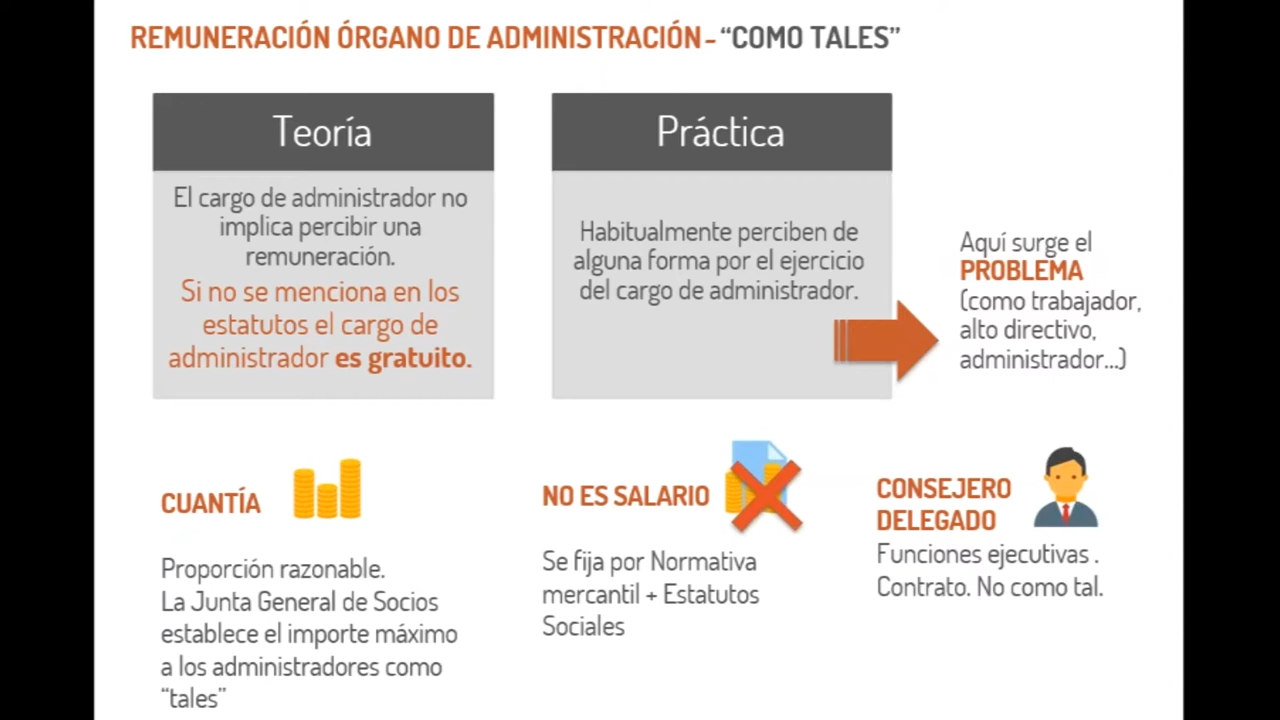 REMUNERACIÓN ÓRGANO DE ADMINISTRACIÓN - “COMO TALES”
Teoría
El cargo de administrador no
implica percibir una
remuneración.
Si no se menciona en los
estatutos el cargo de
administrador es gratuito.
Práctica
Habitualmente perciben de
alguna forma por el ejercicio
del cargo de administrador.
Aquí surge el
PROBLEMA
(como trabajador,
alto directivo,
administrador...)
CUANTÍA
Proporción razonable.
La Junta General de Socios
establece el importe máximo
a los administradores como
“tales”
NO ES SALARIO
Se fija por Normativa
mercantil + Estatutos
Sociales
CONSEJERO
DELEGADO
Funciones ejecutivas .
Contrato. No como tal.